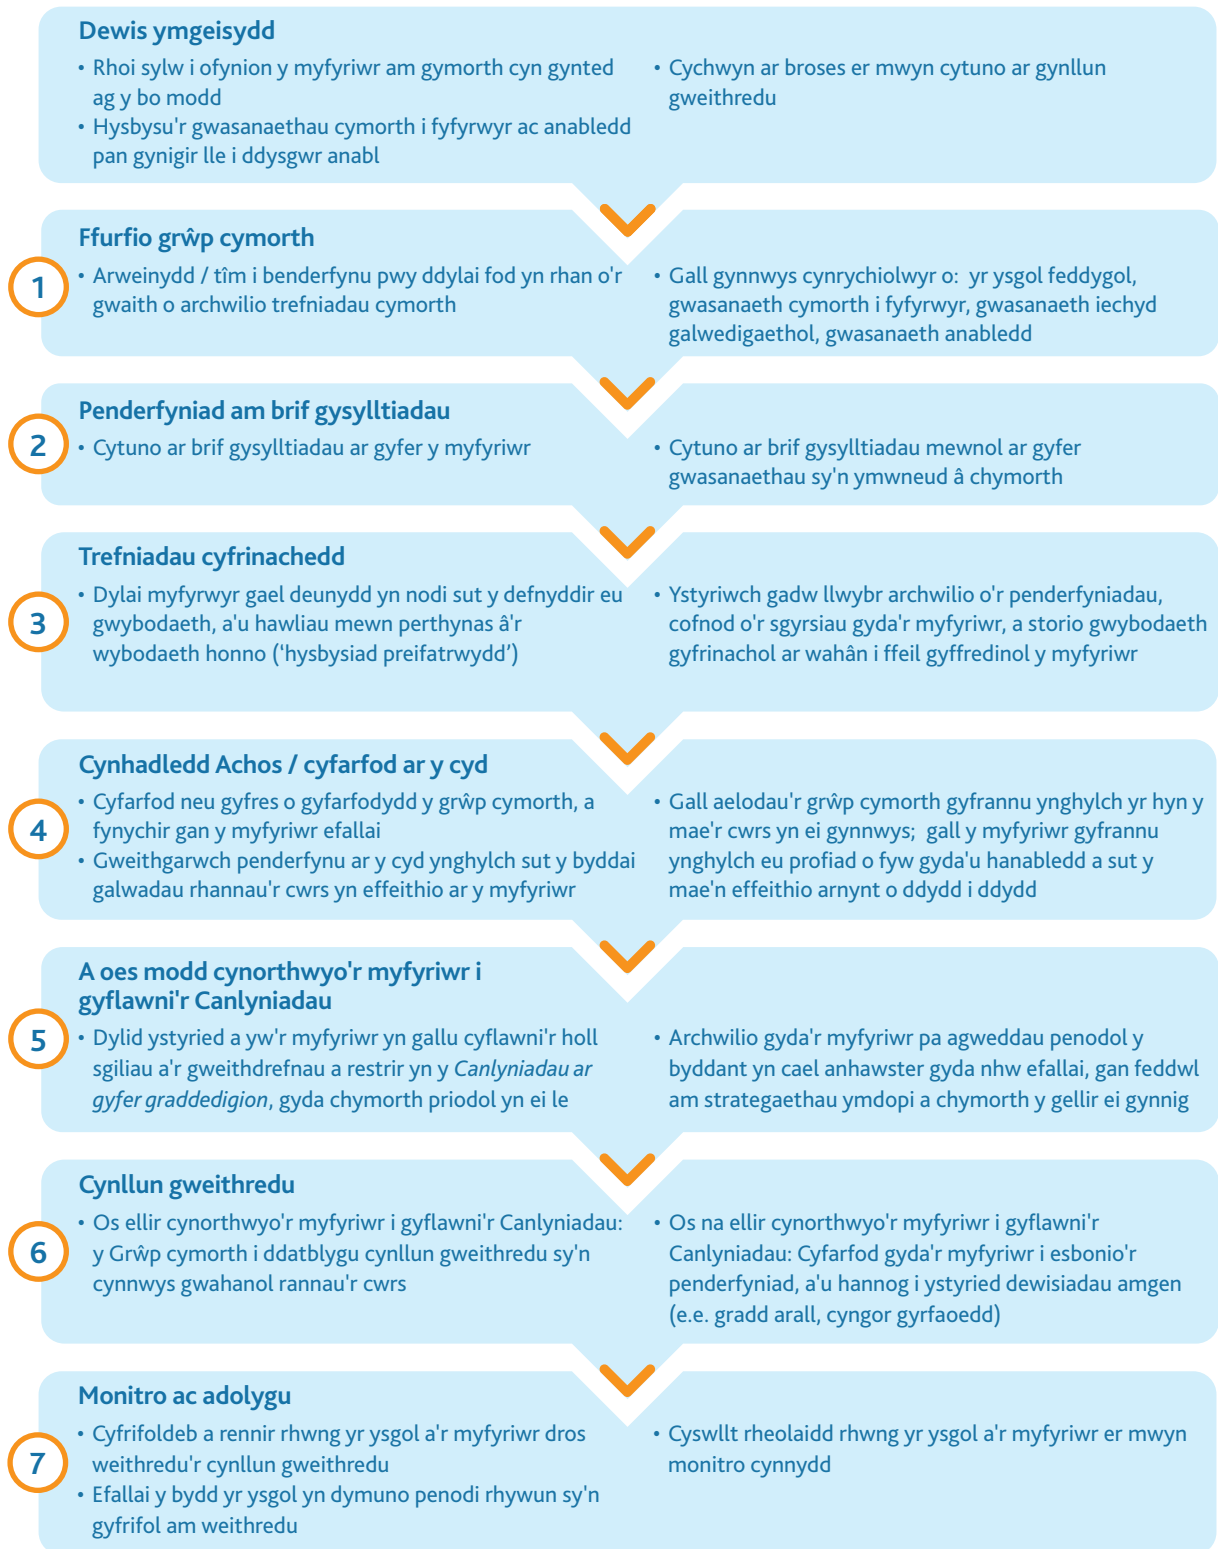 Dewis ymgeisydd
• Rhoi sylw i ofynion y myfyriwr am gymorth cyn gynted
ag y bo modd
• Hysbysu'r gwasanaethau cymorth i fyfyrwyr ac anabledd
pan gynigir lle i ddysgwr anabl
• Cychwyn ar broses er mwyn cytuno ar gynllun
gweithredu
1
Ffurfio grŵp cymorth
• Arweinydd / tîm i benderfynu pwy ddylai fod yn rhan o'r
gwaith o archwilio trefniadau cymorth
• Gall gynnwys cynrychiolwyr o:  yr ysgol feddygol,
gwasanaeth cymorth i fyfyrwyr, gwasanaeth iechyd
galwedigaethol, gwasanaeth anabledd
2
Penderfyniad am brif gysylltiadau
• Cytuno ar brif gysylltiadau ar gyfer y myfyriwr
• Cytuno ar brif gysylltiadau mewnol ar gyfer
gwasanaethau sy'n ymwneud â chymorth
3
Trefniadau cyfrinachedd
• Dylai myfyrwyr gael deunydd yn nodi sut y defnyddir eu
gwybodaeth, a'u hawliau mewn perthynas â'r
wybodaeth honno (‘hysbysiad preifatrwydd’)
• Ystyriwch gadw llwybr archwilio o'r penderfyniadau,
cofnod o'r sgyrsiau gyda'r myfyriwr, a storio gwybodaeth
gyfrinachol ar wahân i ffeil gyffredinol y myfyriwr
4
Cynhadledd Achos / cyfarfod ar y cyd
• Cyfarfod neu gyfres o gyfarfodydd y grŵp cymorth, a
fynychir gan y myfyriwr efallai
• Gweithgarwch penderfynu ar y cyd ynghylch sut y byddai
galwadau rhannau'r cwrs yn effeithio ar y myfyriwr
• Gall aelodau'r grŵp cymorth gyfrannu ynghylch yr hyn y
mae'r cwrs yn ei gynnwys;  gall y myfyriwr gyfrannu
ynghylch eu profiad o fyw gyda'u hanabledd a sut y
mae'n effeithio arnynt o ddydd i ddydd
5
A oes modd cynorthwyo'r myfyriwr i
gyflawni'r Canlyniadau
• Dylid ystyried a yw'r myfyriwr yn gallu cyflawni'r holl
sgiliau a'r gweithdrefnau a restrir yn y Canlyniadau ar
gyfer graddedigion, gyda chymorth priodol yn ei le
• Archwilio gyda'r myfyriwr pa agweddau penodol y
byddant yn cael anhawster gyda nhw efallai, gan feddwl
am strategaethau ymdopi a chymorth y gellir ei gynnig
6
Cynllun gweithredu
• Os ellir cynorthwyo'r myfyriwr i gyflawni'r Canlyniadau:
y Grŵp cymorth i ddatblygu cynllun gweithredu sy'n
cynnwys gwahanol rannau'r cwrs
• Os na ellir cynorthwyo'r myfyriwr i gyflawni'r
Canlyniadau: Cyfarfod gyda'r myfyriwr i esbonio'r
penderfyniad, a'u hannog i ystyried dewisiadau amgen
(e.e. gradd arall, cyngor gyrfaoedd)
7
Monitro ac adolygu
• Cyfrifoldeb a rennir rhwng yr ysgol a'r myfyriwr dros
weithredu'r cynllun gweithredu
• Efallai y bydd yr ysgol yn dymuno penodi rhywun sy'n
gyfrifol am weithredu
• Cyswllt rheolaidd rhwng yr ysgol a'r myfyriwr er mwyn
monitro cynnydd